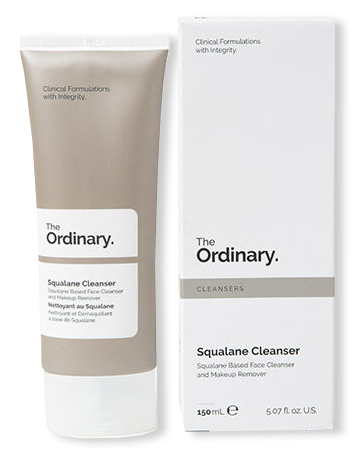 Clinical Formulations
with Integrity.
The
Ordinary.
Squalane Cleanser
Squalane Based Face Cleanser
and Makeup Remover
Nettoyant au Squalane
Nettoyant et Démaquillant
à base de Squalane
Clinical Formulations
with Integrity.
The
Ordinary.
CLEANSERS
Squalane Cleanser
Squalane Based Face Cleanser
and Makeup Remover
150 mL ℮ 5.07 fl. oz. U.S.